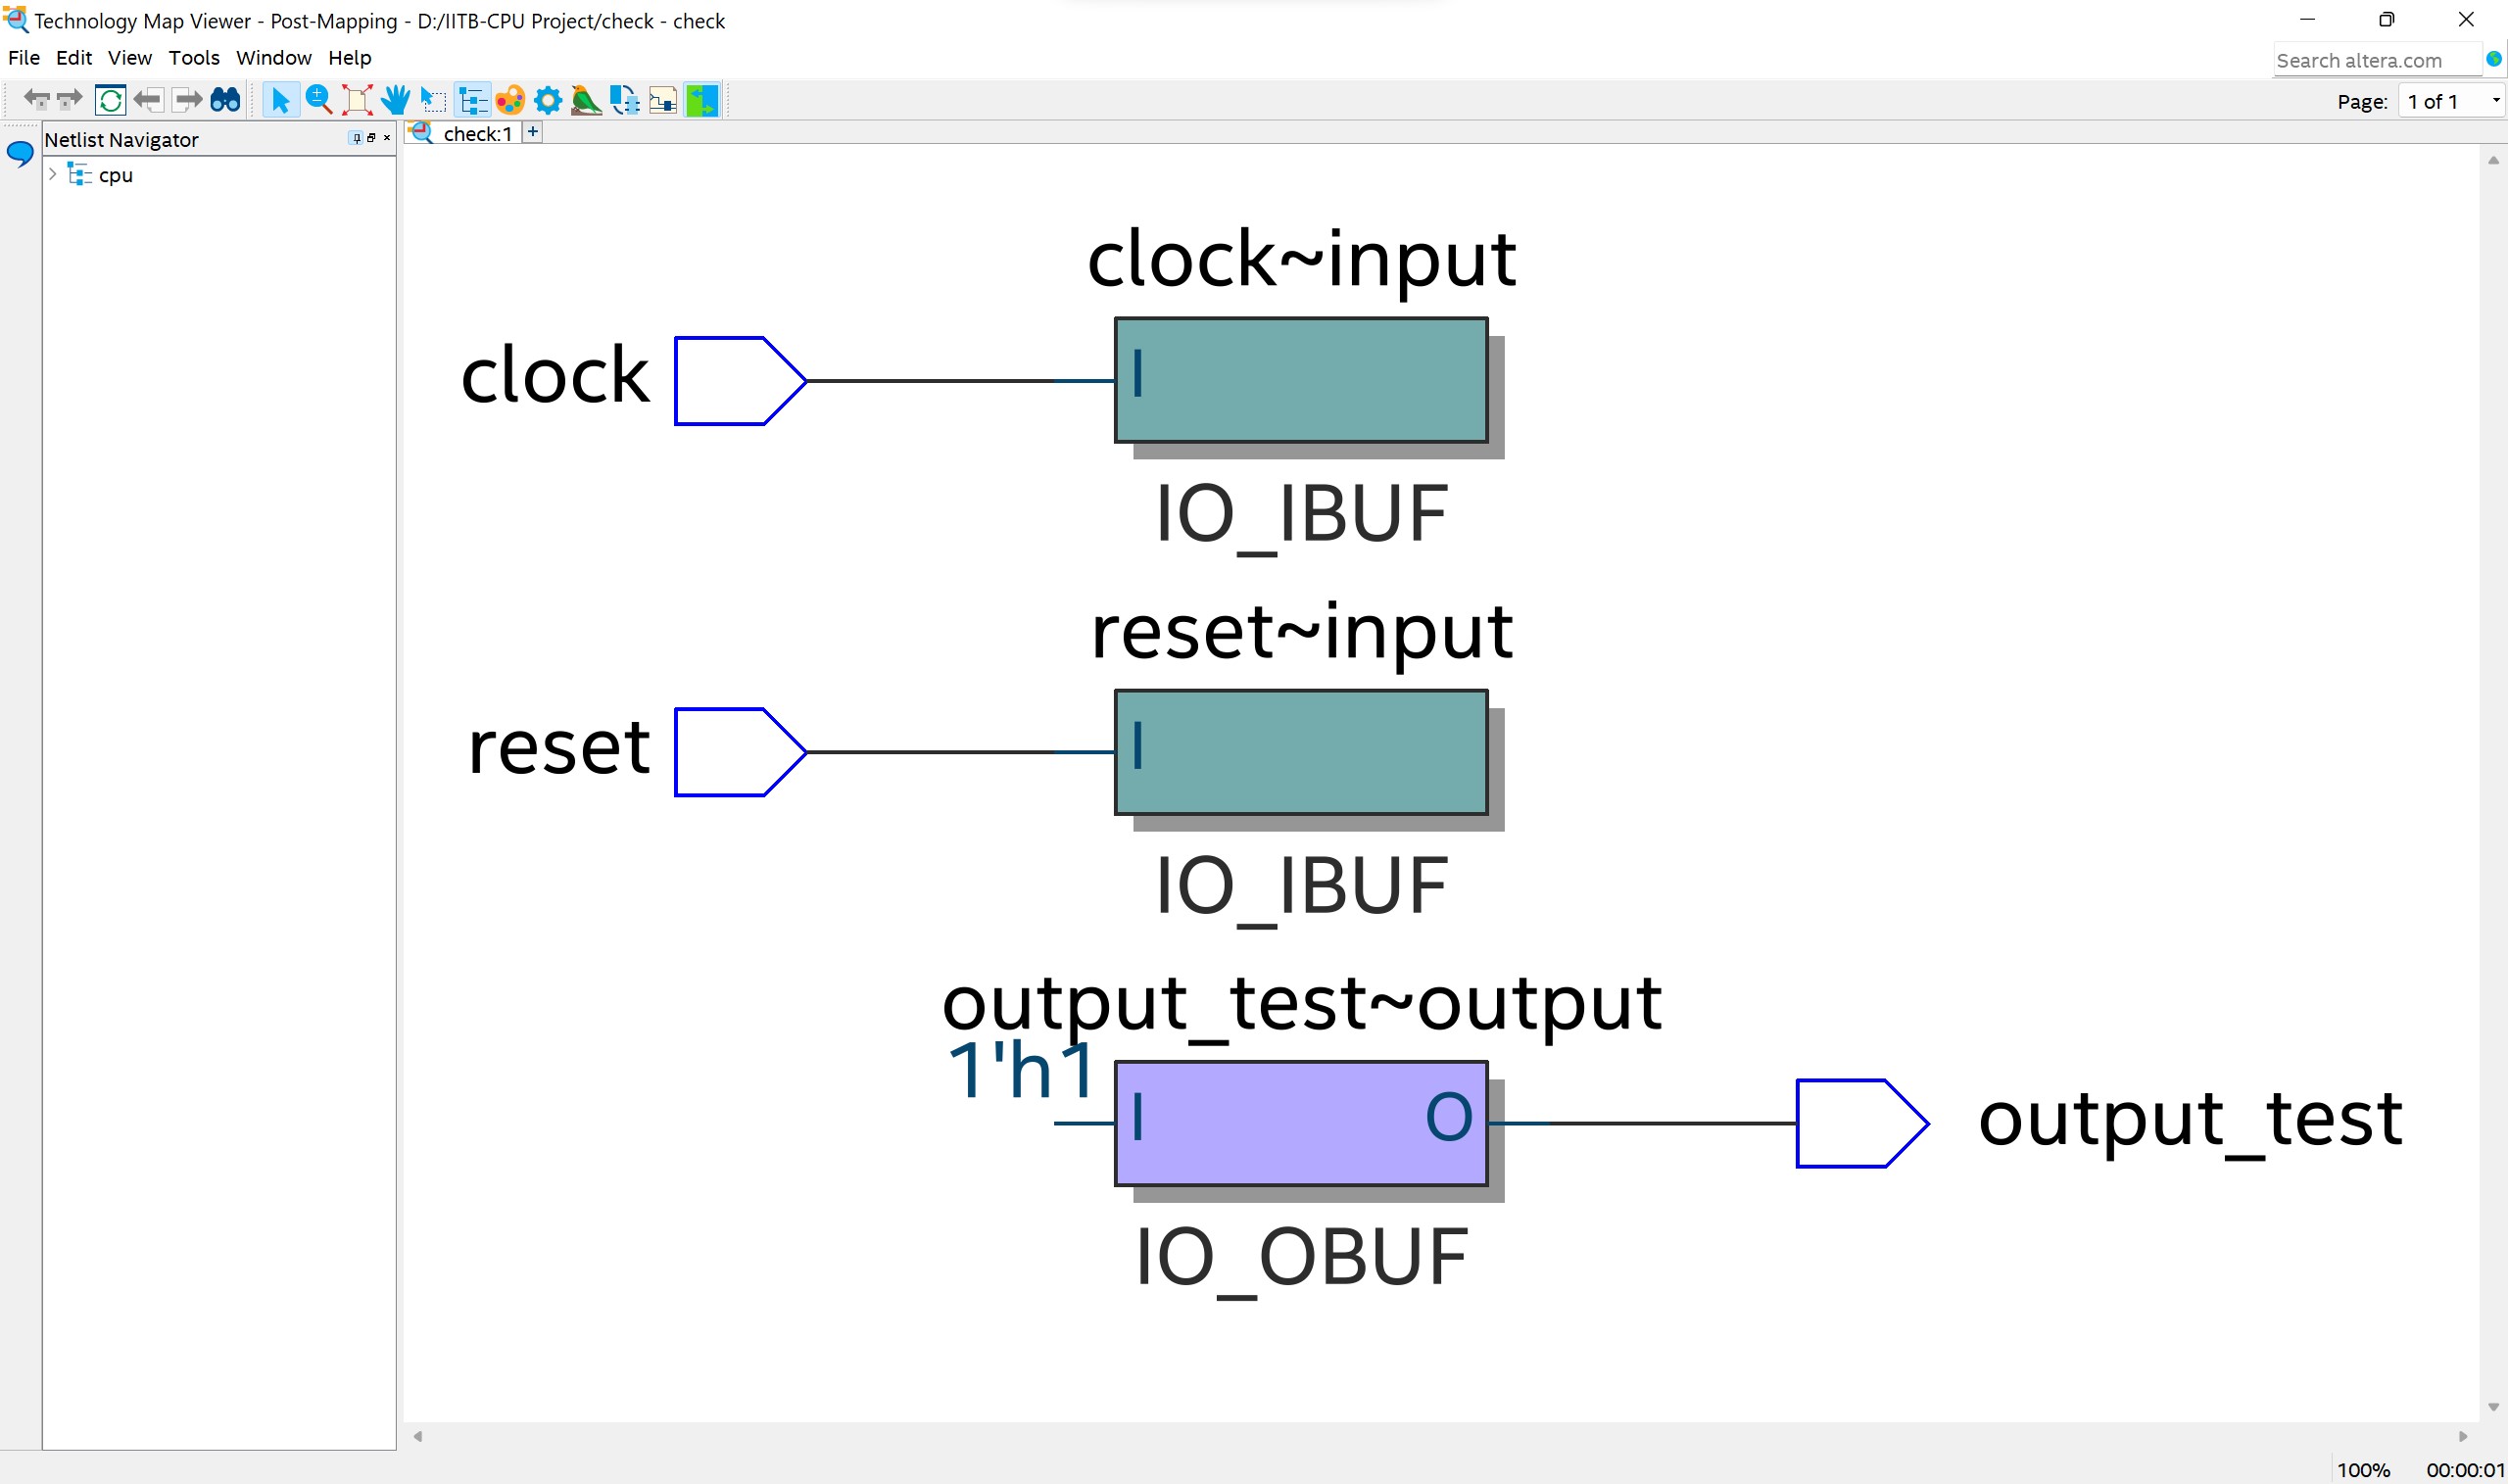 Technology Map Viewer - Post-Mapping - D:/IITB-CPU Project/check - check
File Edit View Tools Window Help
Search altera.com
Page: 1 of 1
Netlist Navigator
check:1 +
cpu
clock~input
clock
I
IO_IBUF
reset~input
reset
I
IO_IBUF
output_test~output
1'h1
I O
output_test
IO_OBUF
100% 00:00:01